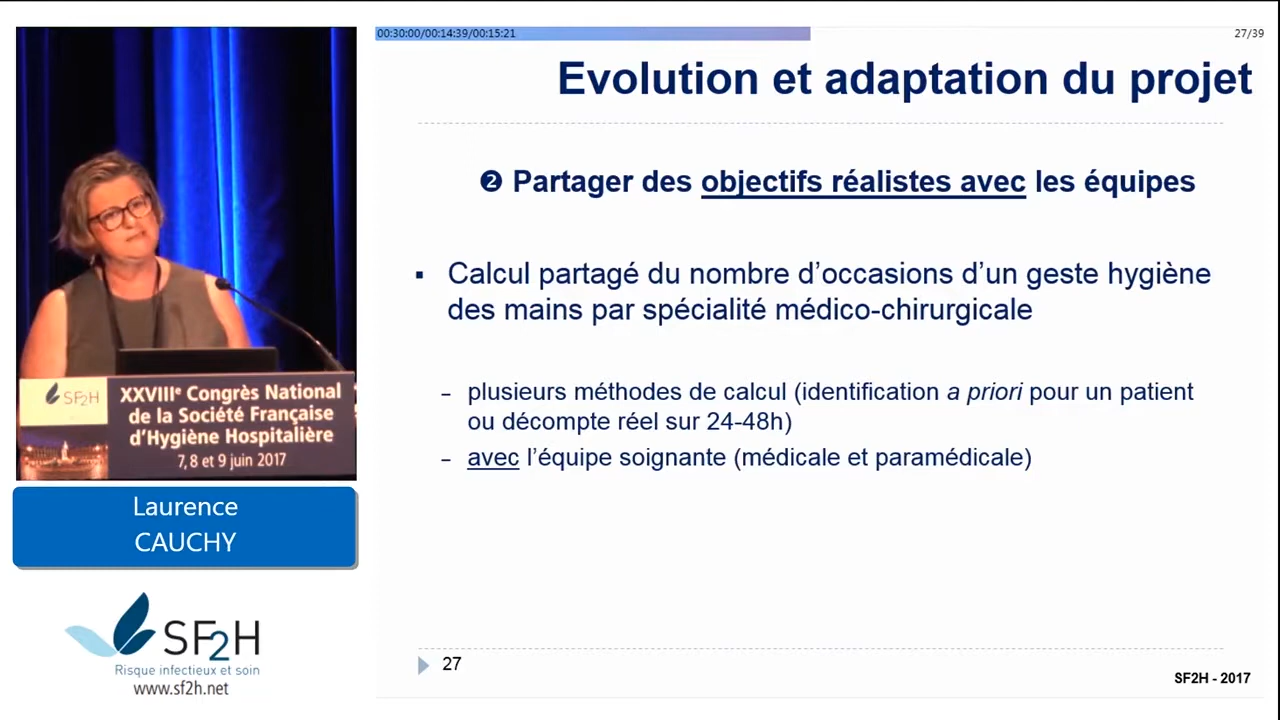 00:30:00/00:14:39/00:15:21
27/39
Evolution et adaptation du projet
❷ Partager des objectifs réalistes avec les équipes
▪ Calcul partagé du nombre d’occasions d’un geste hygiène
des mains par spécialité médico-chirurgicale
– plusieurs méthodes de calcul (identification a priori pour un patient
ou décompte réel sur 24-48h)
– avec l’équipe soignante (médicale et paramédicale)
27
SF2H - 2017
SF2H
XXVIIIe Congrès National
de la Société Française
d’Hygiène Hospitalière
7, 8 et 9 juin 2017
Laurence
CAUCHY
SF2H
Risque infectieux et soin
www.sf2h.net